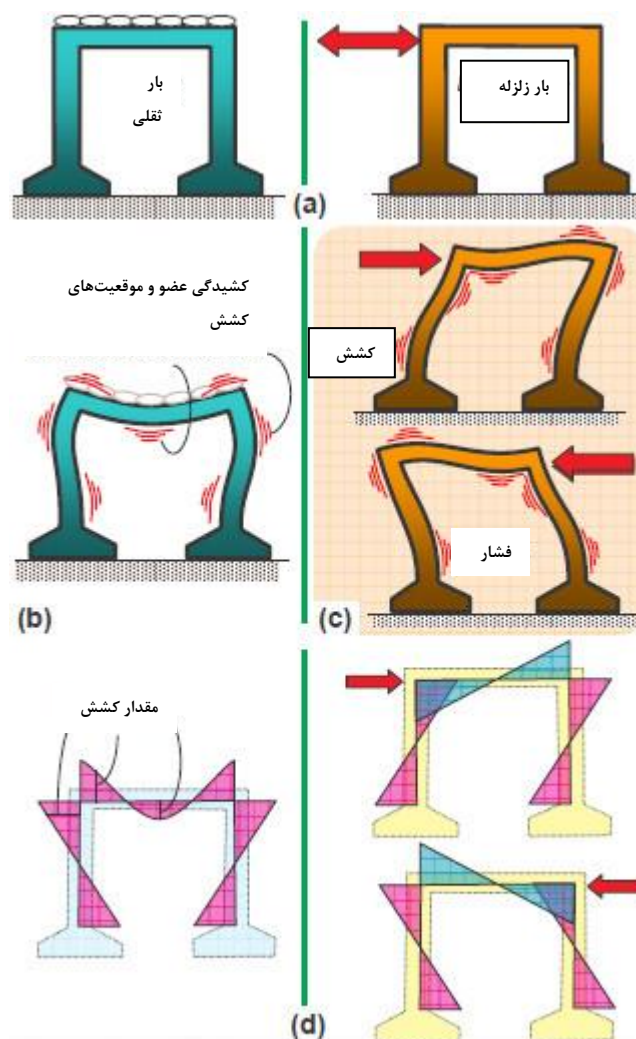 بار
ثقلی
بار زلزله
(a)
کشیدگی عضو و موقعیت‌های
کشش
کشش
فشار
(b)
(c)
مقدار کشش
(d)